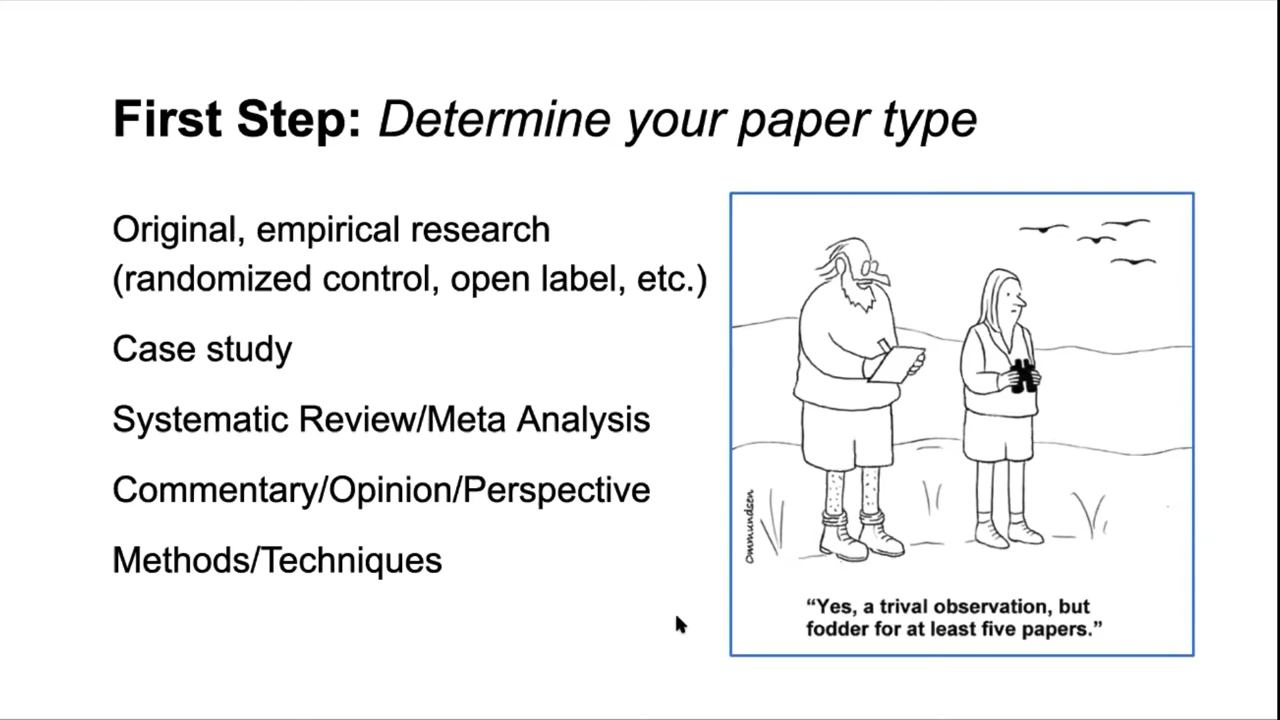 First Step: Determine your paper type
Original, empirical research
(randomized control, open label, etc.)
Case study
Systematic Review/Meta Analysis
Commentary/Opinion/Perspective
Methods/Techniques
Ommundsen
“Yes, a trival observation, but
fodder for at least five papers.”